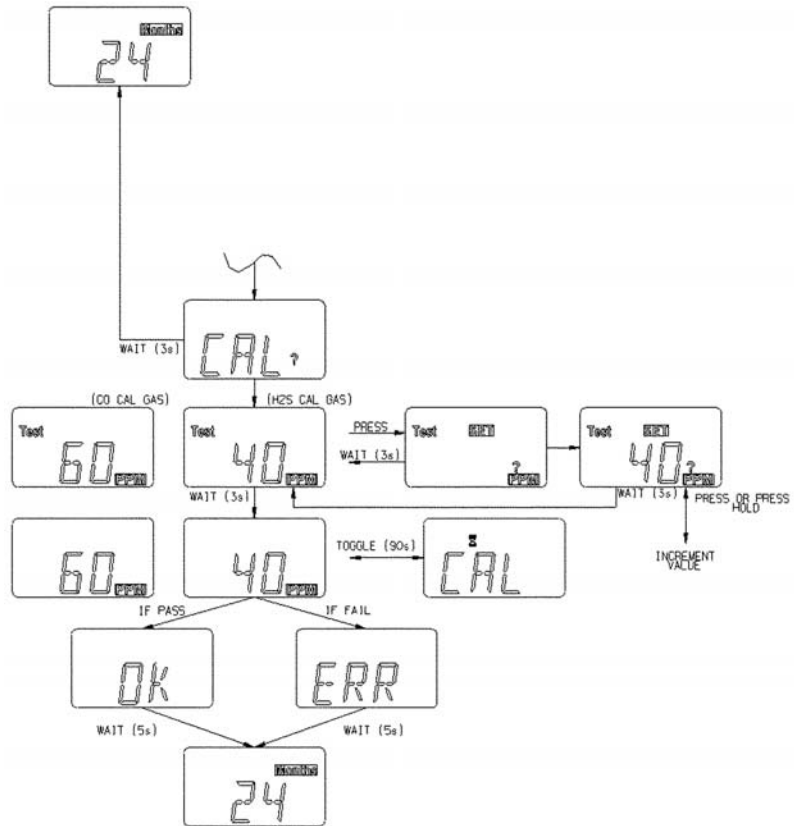 Months
24
CAL?
WAIT (3s)
(CO CAL GAS)
(H2S CAL GAS)
Test
60 PPM
Test
40 PPM
PRESS
WAIT (3s)
Test SET
?
PPM
Test SET
40?
PPM
WAIT (3s)
WAIT (3s)
PRESS OR PRESS
HOLD
INCREMENT
VALUE
60 PPM
40 PPM
TOGGLE (90s)
CAL
IF PASS
IF FAIL
OK
ERR
WAIT (5s)
WAIT (5s)
Months
24